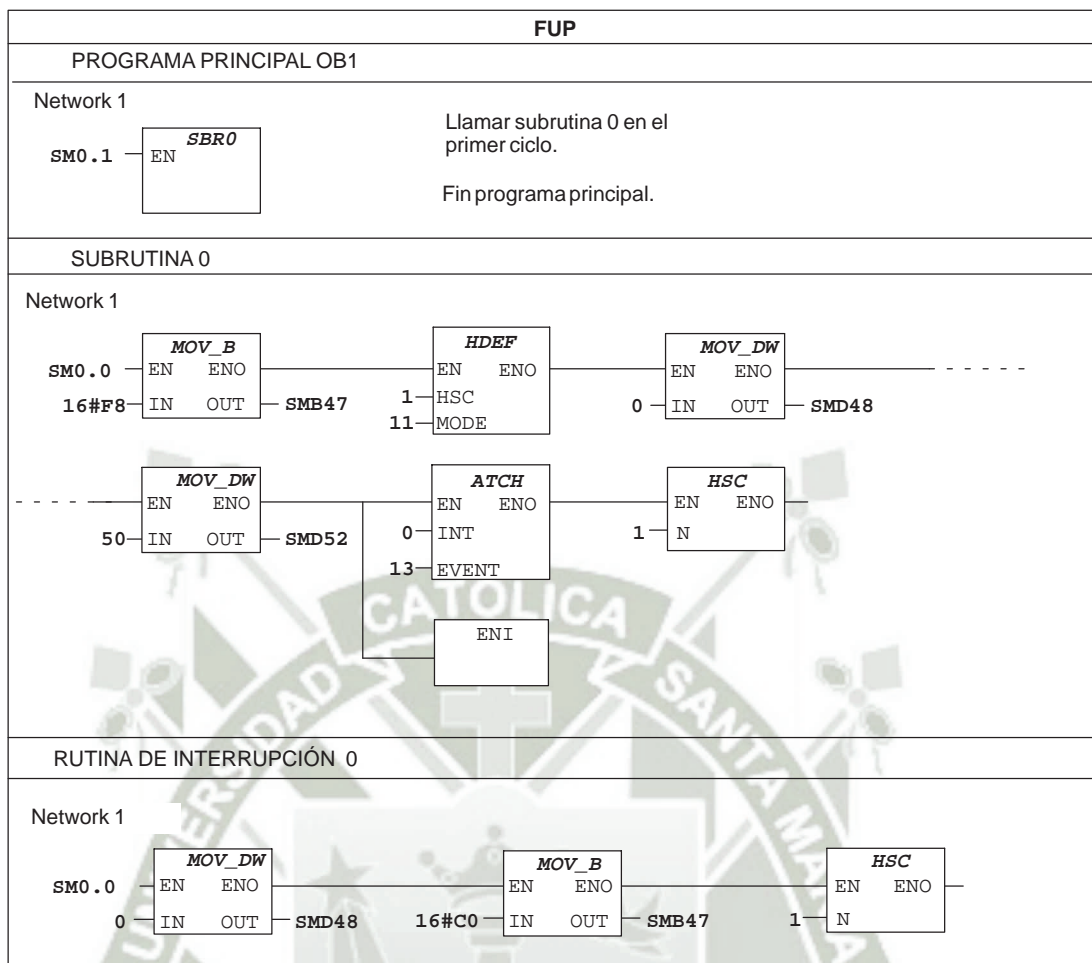 FUP
PROGRAMA PRINCIPAL OB1
Network 1
SBR0
SM0.1 EN
Llamar subrutina 0 en el
primer ciclo.
Fin programa principal.
SUBRUTINA 0
Network 1
MOV_B HDEF MOV_DW
SM0.0 EN ENO EN ENO EN ENO
16#F8 IN OUT SMB47 1 HSC 0 IN OUT SMD48
11 MODE
MOV_DW ATCH HSC
EN ENO EN ENO EN ENO
50 IN OUT SMD52 0 INT 1 N
13 EVENT
ENI
CATOLICA
UNIVERSIDAD
SANTA MA
RUTINA DE INTERRUPCIÓN 0
Network 1
MOV_DW MOV_B HSC
SM0.0 EN ENO EN ENO EN ENO
0 IN OUT SMD48 16#C0 IN OUT SMB47 1 N